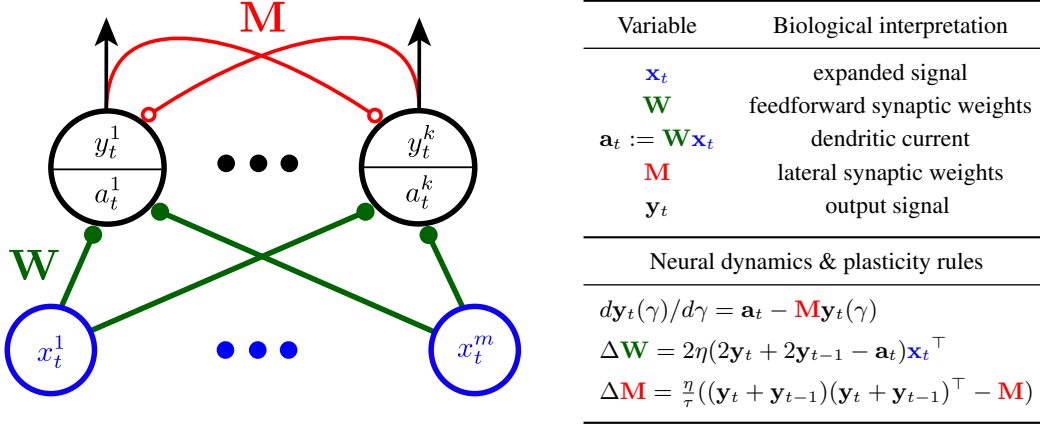 M
y_t^1
a_t^1
y_t^k
a_t^k
W
x_t^1
x_t^m
Variable Biological interpretation
x_t expanded signal
W feedforward synaptic weights
a_t := Wx_t dendritic current
M lateral synaptic weights
y_t output signal
Neural dynamics & plasticity rules
dy_t(γ)/dγ = a_t − My_t(γ)
ΔW = 2η(2y_t + 2y_{t−1} − a_t)x_t^⊤
ΔM = η/τ((y_t + y_{t−1})(y_t + y_{t−1})^⊤ − M)